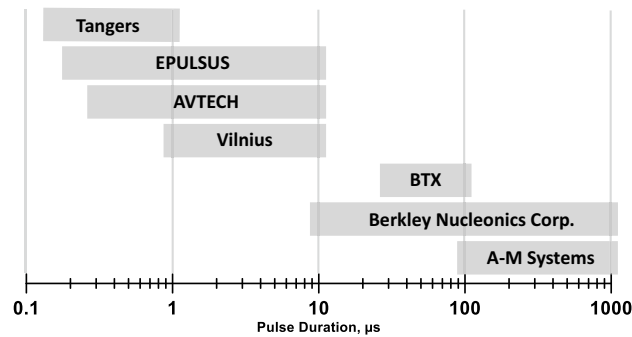 Tangers
EPULSUS
AVTECH
Vilnius
BTX
Berkley Nucleonics Corp.
A-M Systems
0.1 1 10 100 1000
Pulse Duration, μs